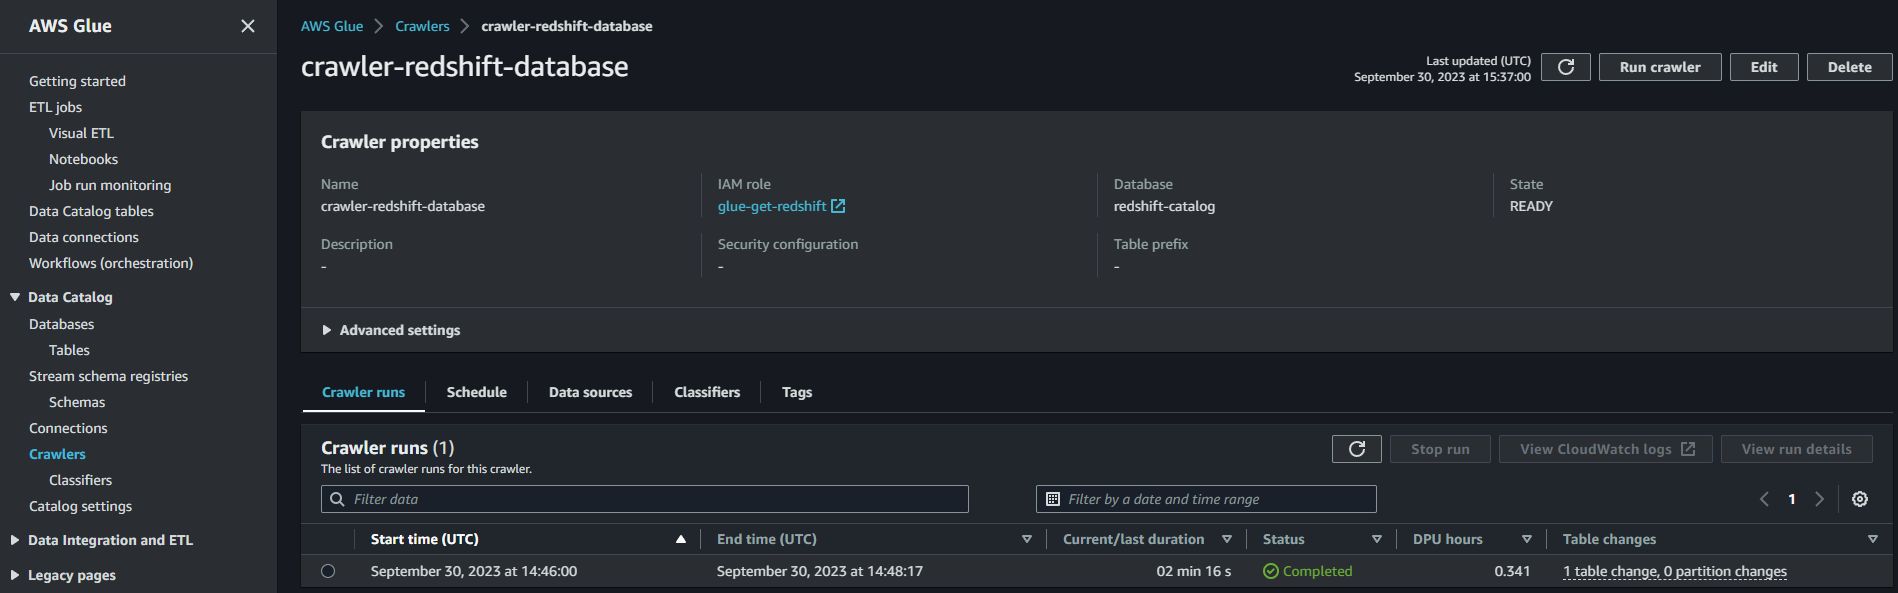 AWS Glue
Getting started
ETL jobs
Visual ETL
Notebooks
Job run monitoring
Data Catalog tables
Data connections
Workflows (orchestration)
Data Catalog
Databases
Tables
Stream schema registries
Schemas
Connections
Crawlers
Classifiers
Catalog settings
Data Integration and ETL
Legacy pages
AWS Glue > Crawlers > crawler-redshift-database
crawler-redshift-database
Last updated (UTC)
September 30, 2023 at 15:37:00
Run crawler
Edit
Delete
Crawler properties
Name
crawler-redshift-database
IAM role
glue-get-redshift
Database
redshift-catalog
State
READY
Description
-
Security configuration
-
Table prefix
-
Advanced settings
Crawler runs
Schedule
Data sources
Classifiers
Tags
Crawler runs (1)
The list of crawler runs for this crawler.
Stop run
View CloudWatch logs
View run details
Filter data
Filter by a date and time range
1
Start time (UTC) End time (UTC) Current/last duration Status DPU hours Table changes
September 30, 2023 at 14:46:00 September 30, 2023 at 14:48:17 02 min 16 s Completed 0.341 1 table change, 0 partition changes